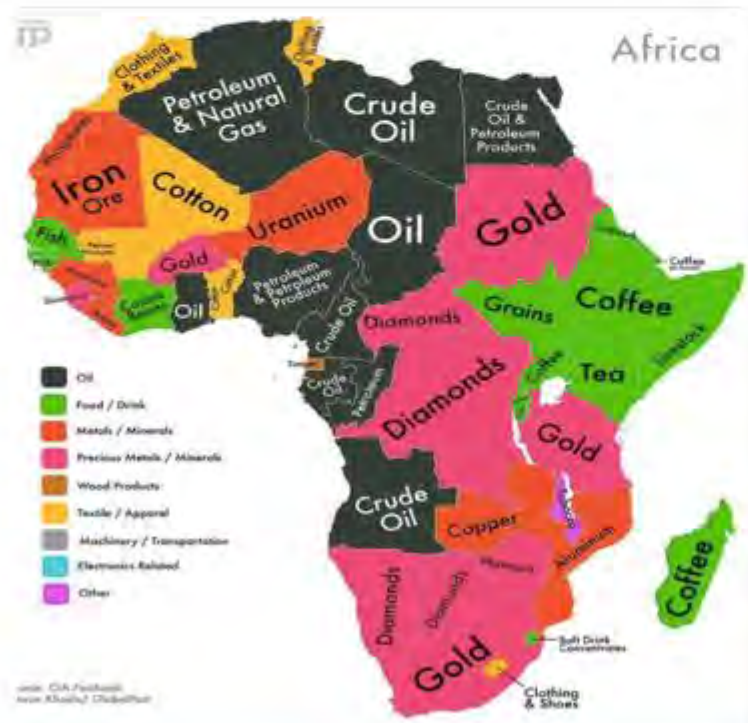 Africa
Clothing
& Textiles
Petroleum
& Natural
Gas
Crude
Oil
Crude
Oil &
Petroleum
Products
Iron
Ore
Cotton
Uranium
Oil
Gold
Fish
Gold
Oil
Petroleum
& Petroleum
Products
Crude Oil
Diamonds
Grains
Coffee
Coffee
Livestock
Coffee
Tea
Crude
Oil
Petroleum
Diamonds
Gold
Crude
Oil
Copper
Aluminum
Diamonds
Diamonds
Coffee
Gold
Soft Drink
Concentrates
Clothing
& Shoes
Oil
Food / Drink
Metals / Minerals
Precious Metals / Minerals
Wood Products
Textile / Apparel
Machinery / Transportation
Electronics Related
Other